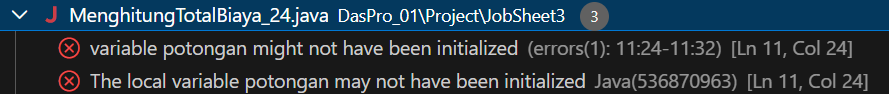 J MenghitungTotalBiaya_24.java DasPro_01\Project\JobSheet3 3
variable potongan might not have been initialized (errors(1): 11:24-11:32) [Ln 11, Col 24]
The local variable potongan may not have been initialized Java(536870963) [Ln 11, Col 24]